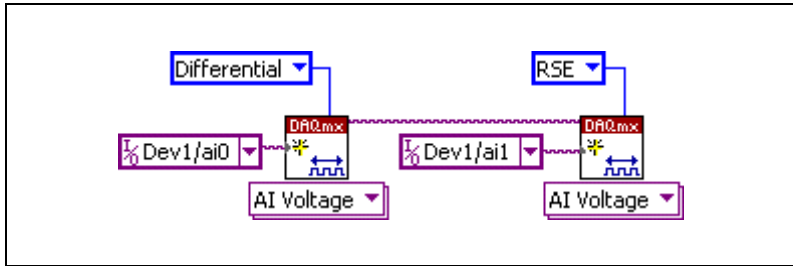 Differential
RSE
DAQmx
DAQmx
I/O Dev1/ai0
I/O Dev1/ai1
AI Voltage
AI Voltage